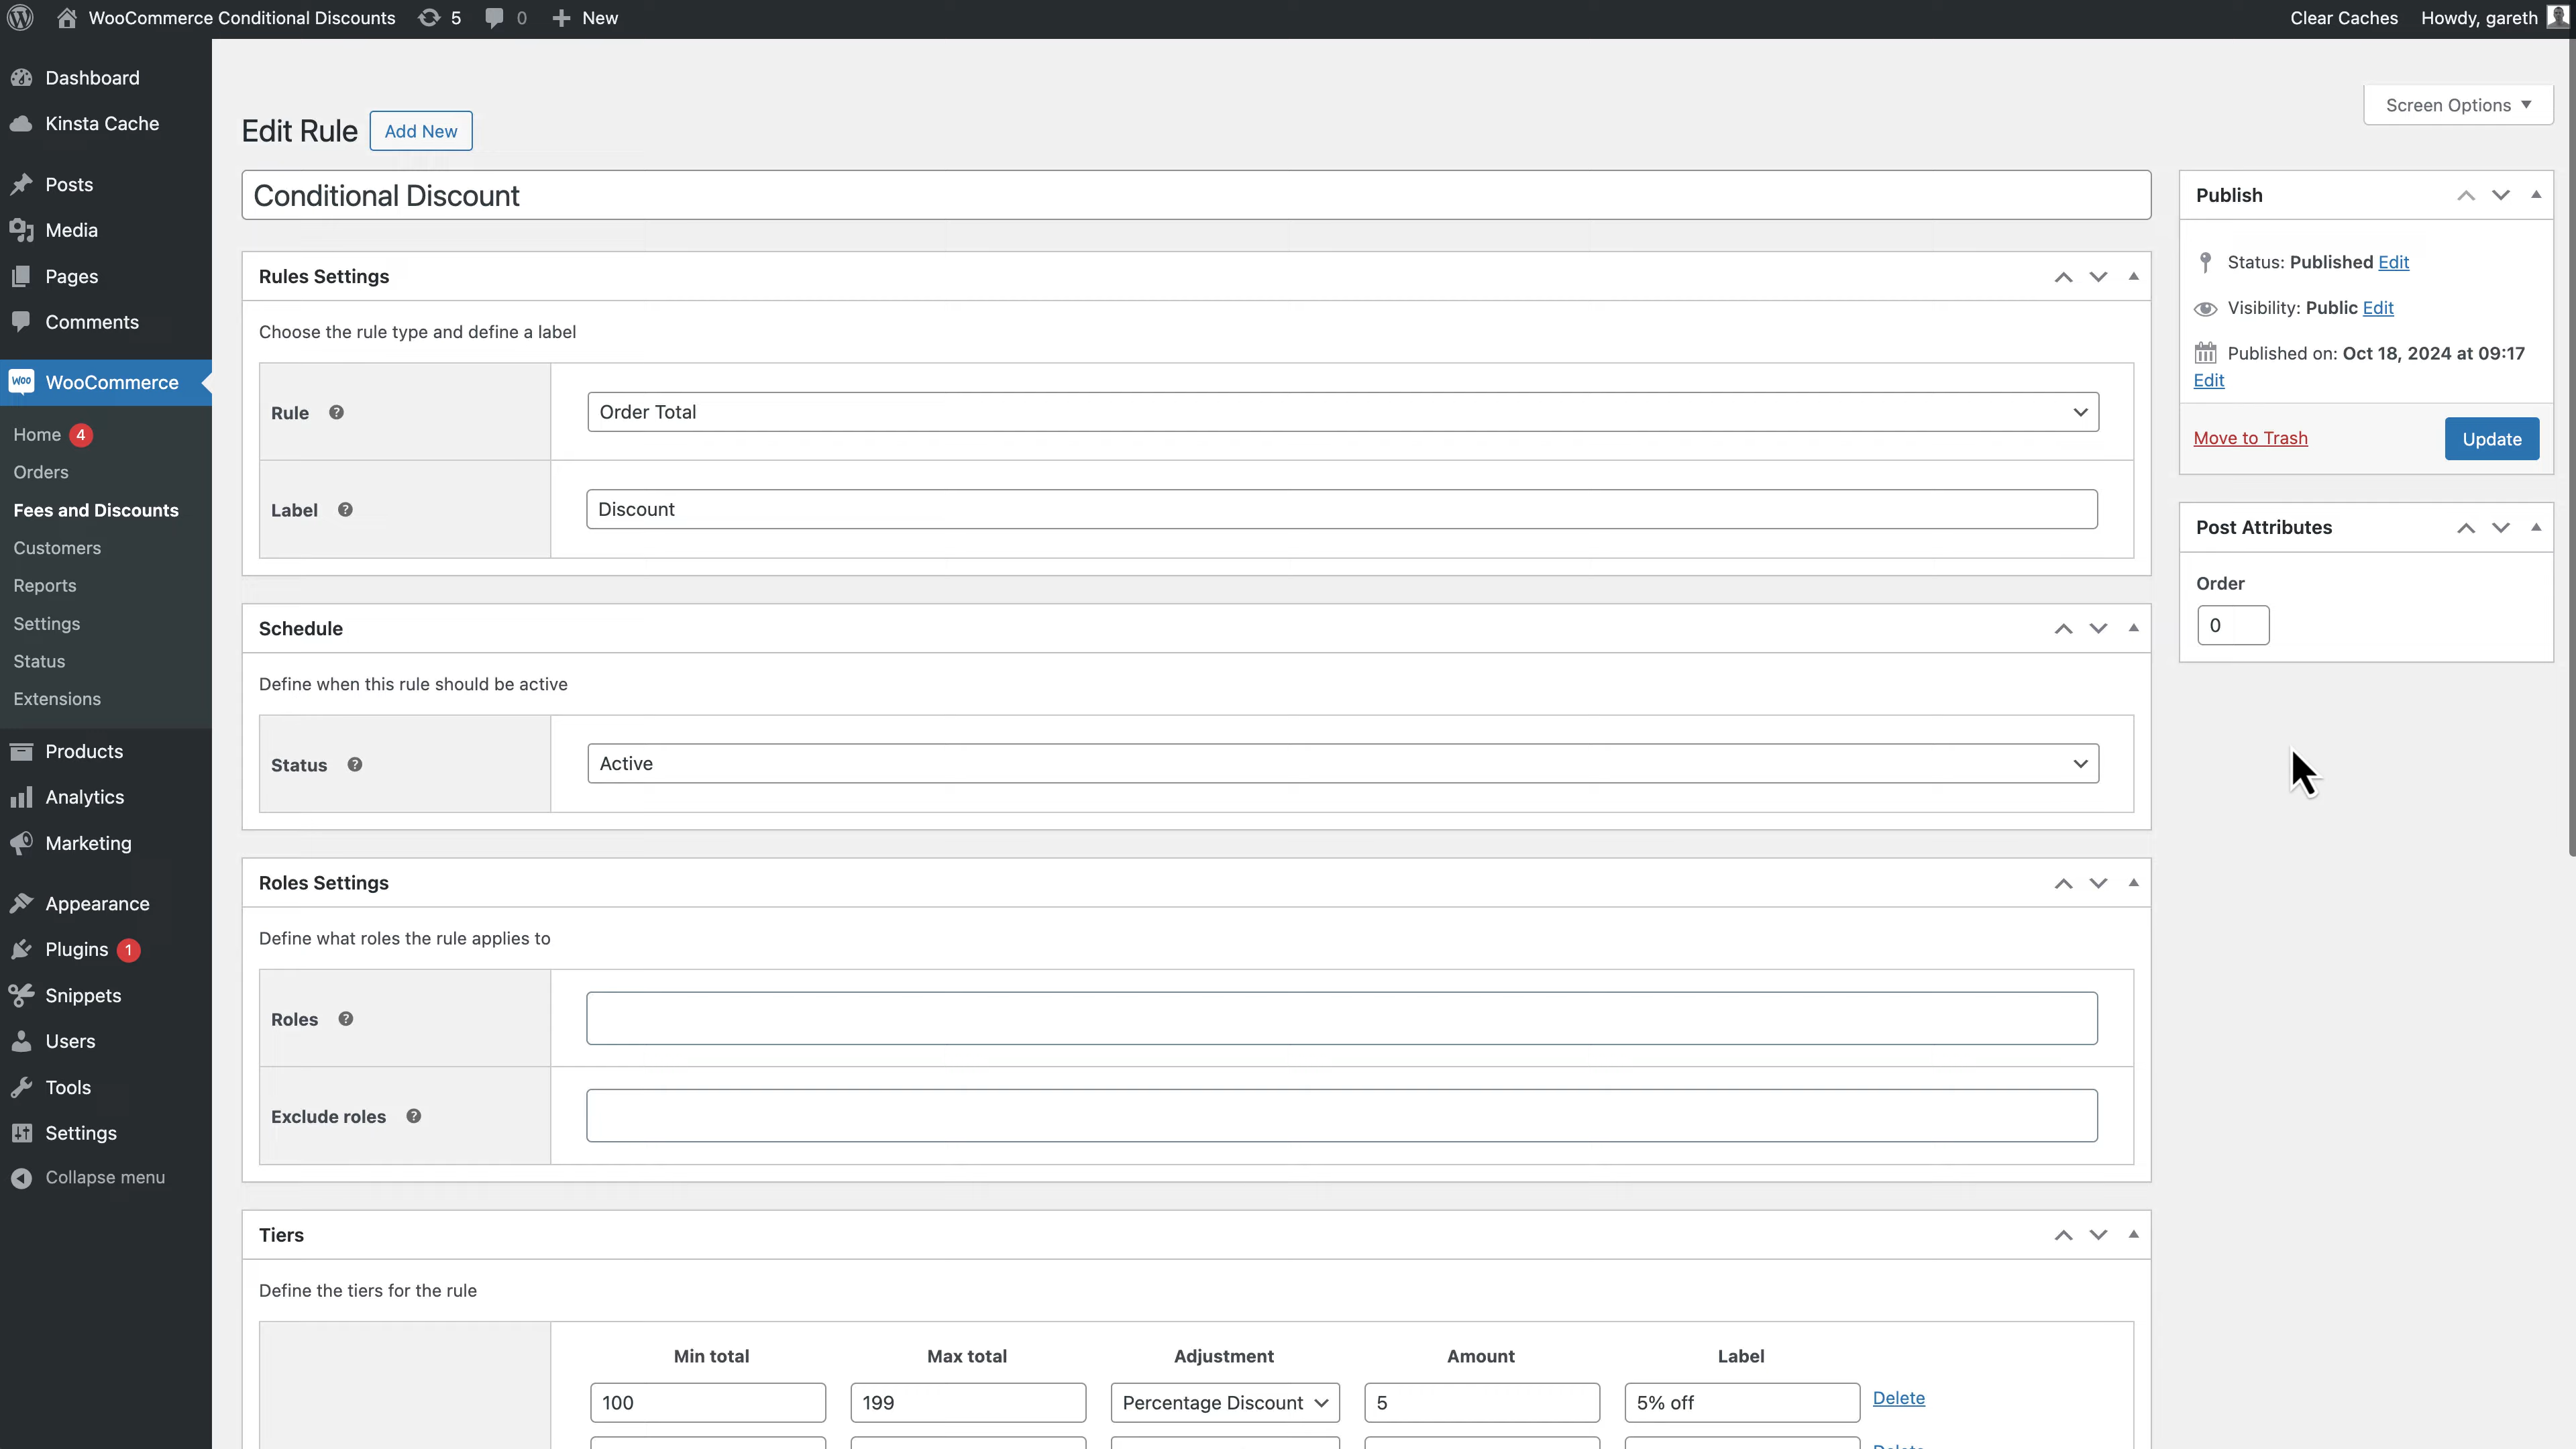 WooCommerce Conditional Discounts 5 0 New Clear Caches Howdy, gareth
Dashboard
Kinsta Cache
Posts
Media
Pages
Comments
Woo WooCommerce
Home 4
Orders
Fees and Discounts
Customers
Reports
Settings
Status
Extensions
Products
Analytics
Marketing
Appearance
Plugins 1
Snippets
Users
Tools
Settings
Collapse menu
Screen Options
Edit Rule Add New
Conditional Discount
Rules Settings
Choose the rule type and define a label
Rule ? Order Total
Label ? Discount
Schedule
Define when this rule should be active
Status ? Active
Roles Settings
Define what roles the rule applies to
Roles ?
Exclude roles ?
Tiers
Define the tiers for the rule
Min total Max total Adjustment Amount Label
100 199 Percentage Discount 5 5% off Delete
Publish
Status: Published Edit
Visibility: Public Edit
Published on: Oct 18, 2024 at 09:17
Edit
Move to Trash Update
Post Attributes
Order
0